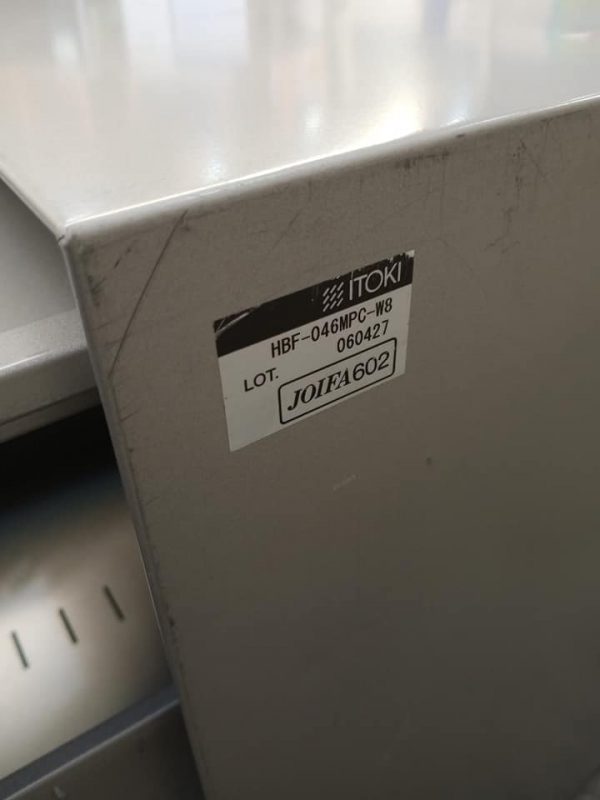 ITOKI
HBF-046MPC-W8
LOT. 060427
JOIFA602